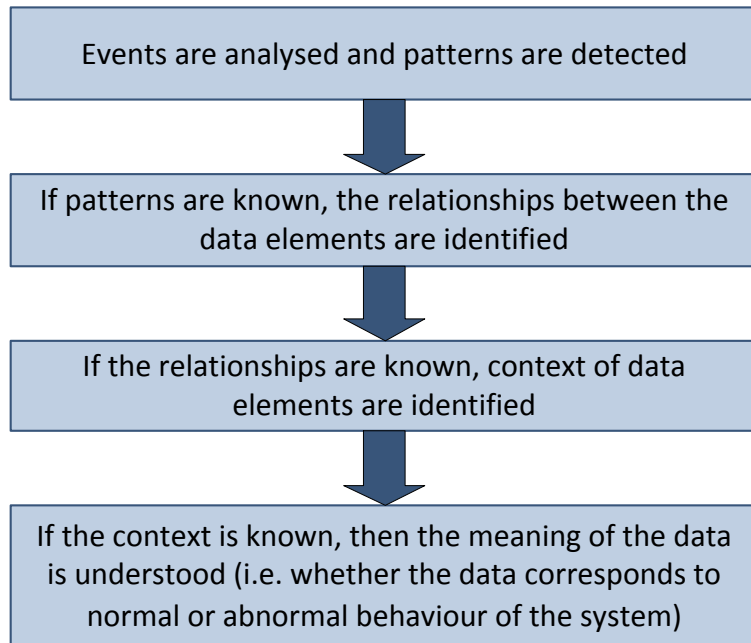 Events are analysed and patterns are detected
If patterns are known, the relationships between the
data elements are identified
If the relationships are known, context of data
elements are identified
If the context is known, then the meaning of the data
is understood (i.e. whether the data corresponds to
normal or abnormal behaviour of the system)